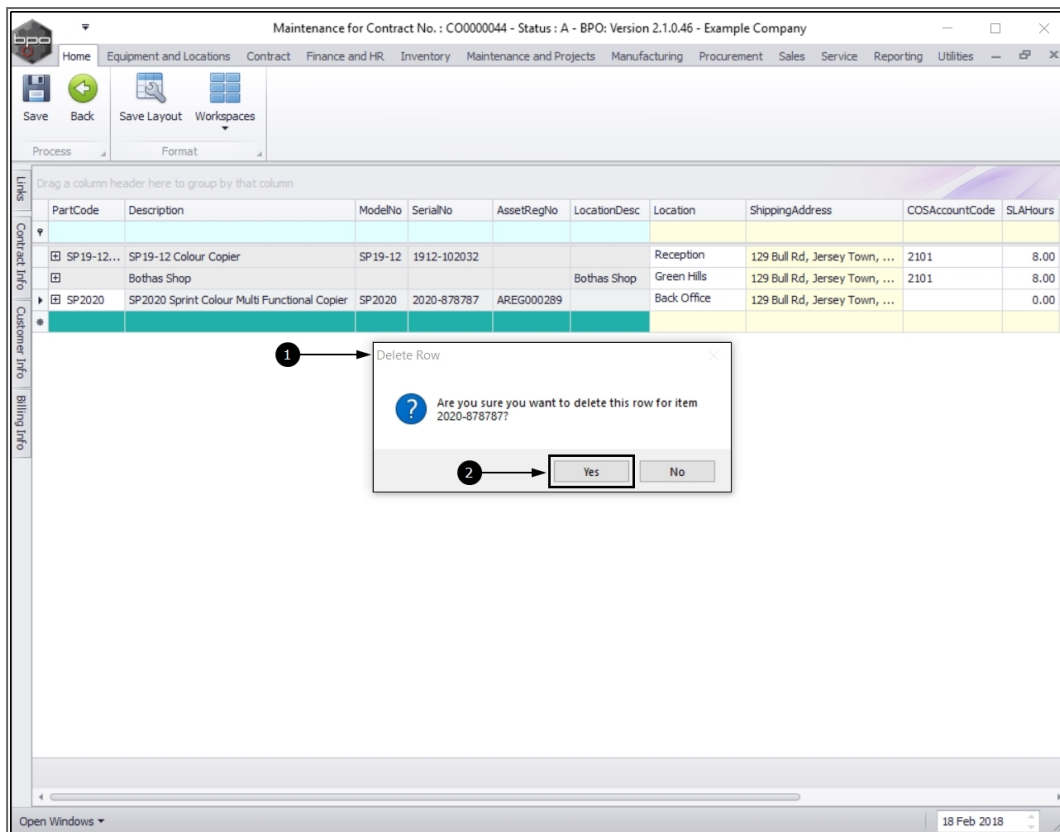 Maintenance for Contract No. : CO0000044 - Status : A - BPO: Version 2.1.0.46 - Example Company
bpo
Home Equipment and Locations Contract Finance and HR Inventory Maintenance and Projects Manufacturing Procurement Sales Service Reporting Utilities
Save Back Save Layout Workspaces
Process Format
Links
Contract Info
Customer Info
Billing Info
Drag a column header here to group by that column
PartCode Description ModelNo SerialNo AssetRegNo LocationDesc Location ShippingAddress COSAccountCode SLAHours
SP19-12... SP19-12 Colour Copier SP19-12 1912-102032 Reception 129 Bull Rd, Jersey Town, ... 2101 8.00
Bothas Shop Bothas Shop Green Hills 129 Bull Rd, Jersey Town, ... 2101 8.00
SP2020 SP2020 Sprint Colour Multi Functional Copier SP2020 2020-878787 AREG000289 Back Office 129 Bull Rd, Jersey Town, ... 0.00
1 Delete Row
Are you sure you want to delete this row for item
2020-878787?
2 Yes No
Open Windows 18 Feb 2018